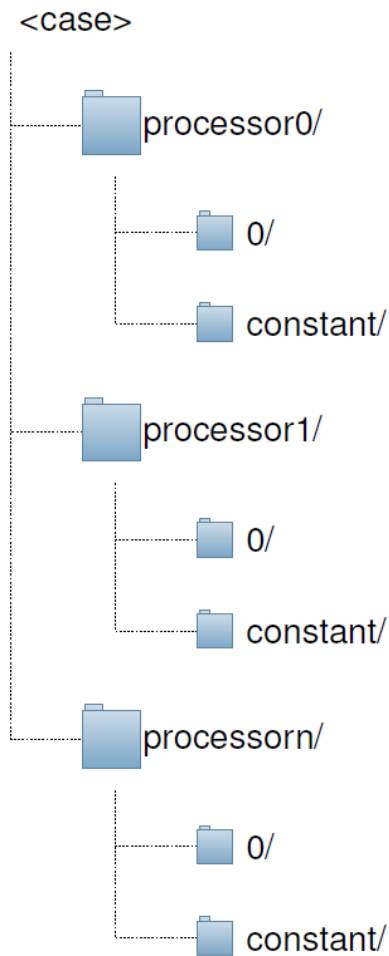 <case>
processor0/
0/
constant/
processor1/
0/
constant/
processorn/
0/
constant/